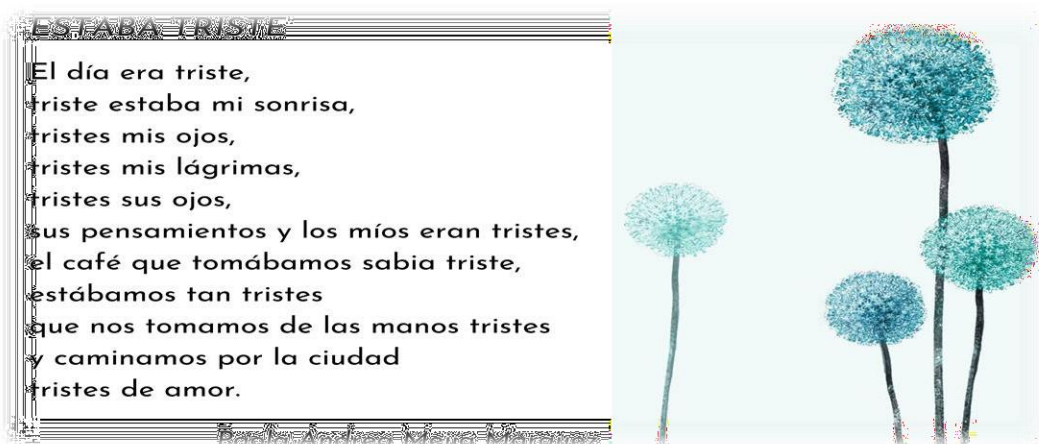 ESTABA TRISTE
El día era triste,
triste estaba mi sonrisa,
tristes mis ojos,
tristes mis lágrimas,
tristes sus ojos,
sus pensamientos y los míos eran tristes,
el café que tomábamos sabia triste,
estábamos tan tristes
que nos tomamos de las manos tristes
y caminamos por la ciudad
tristes de amor.